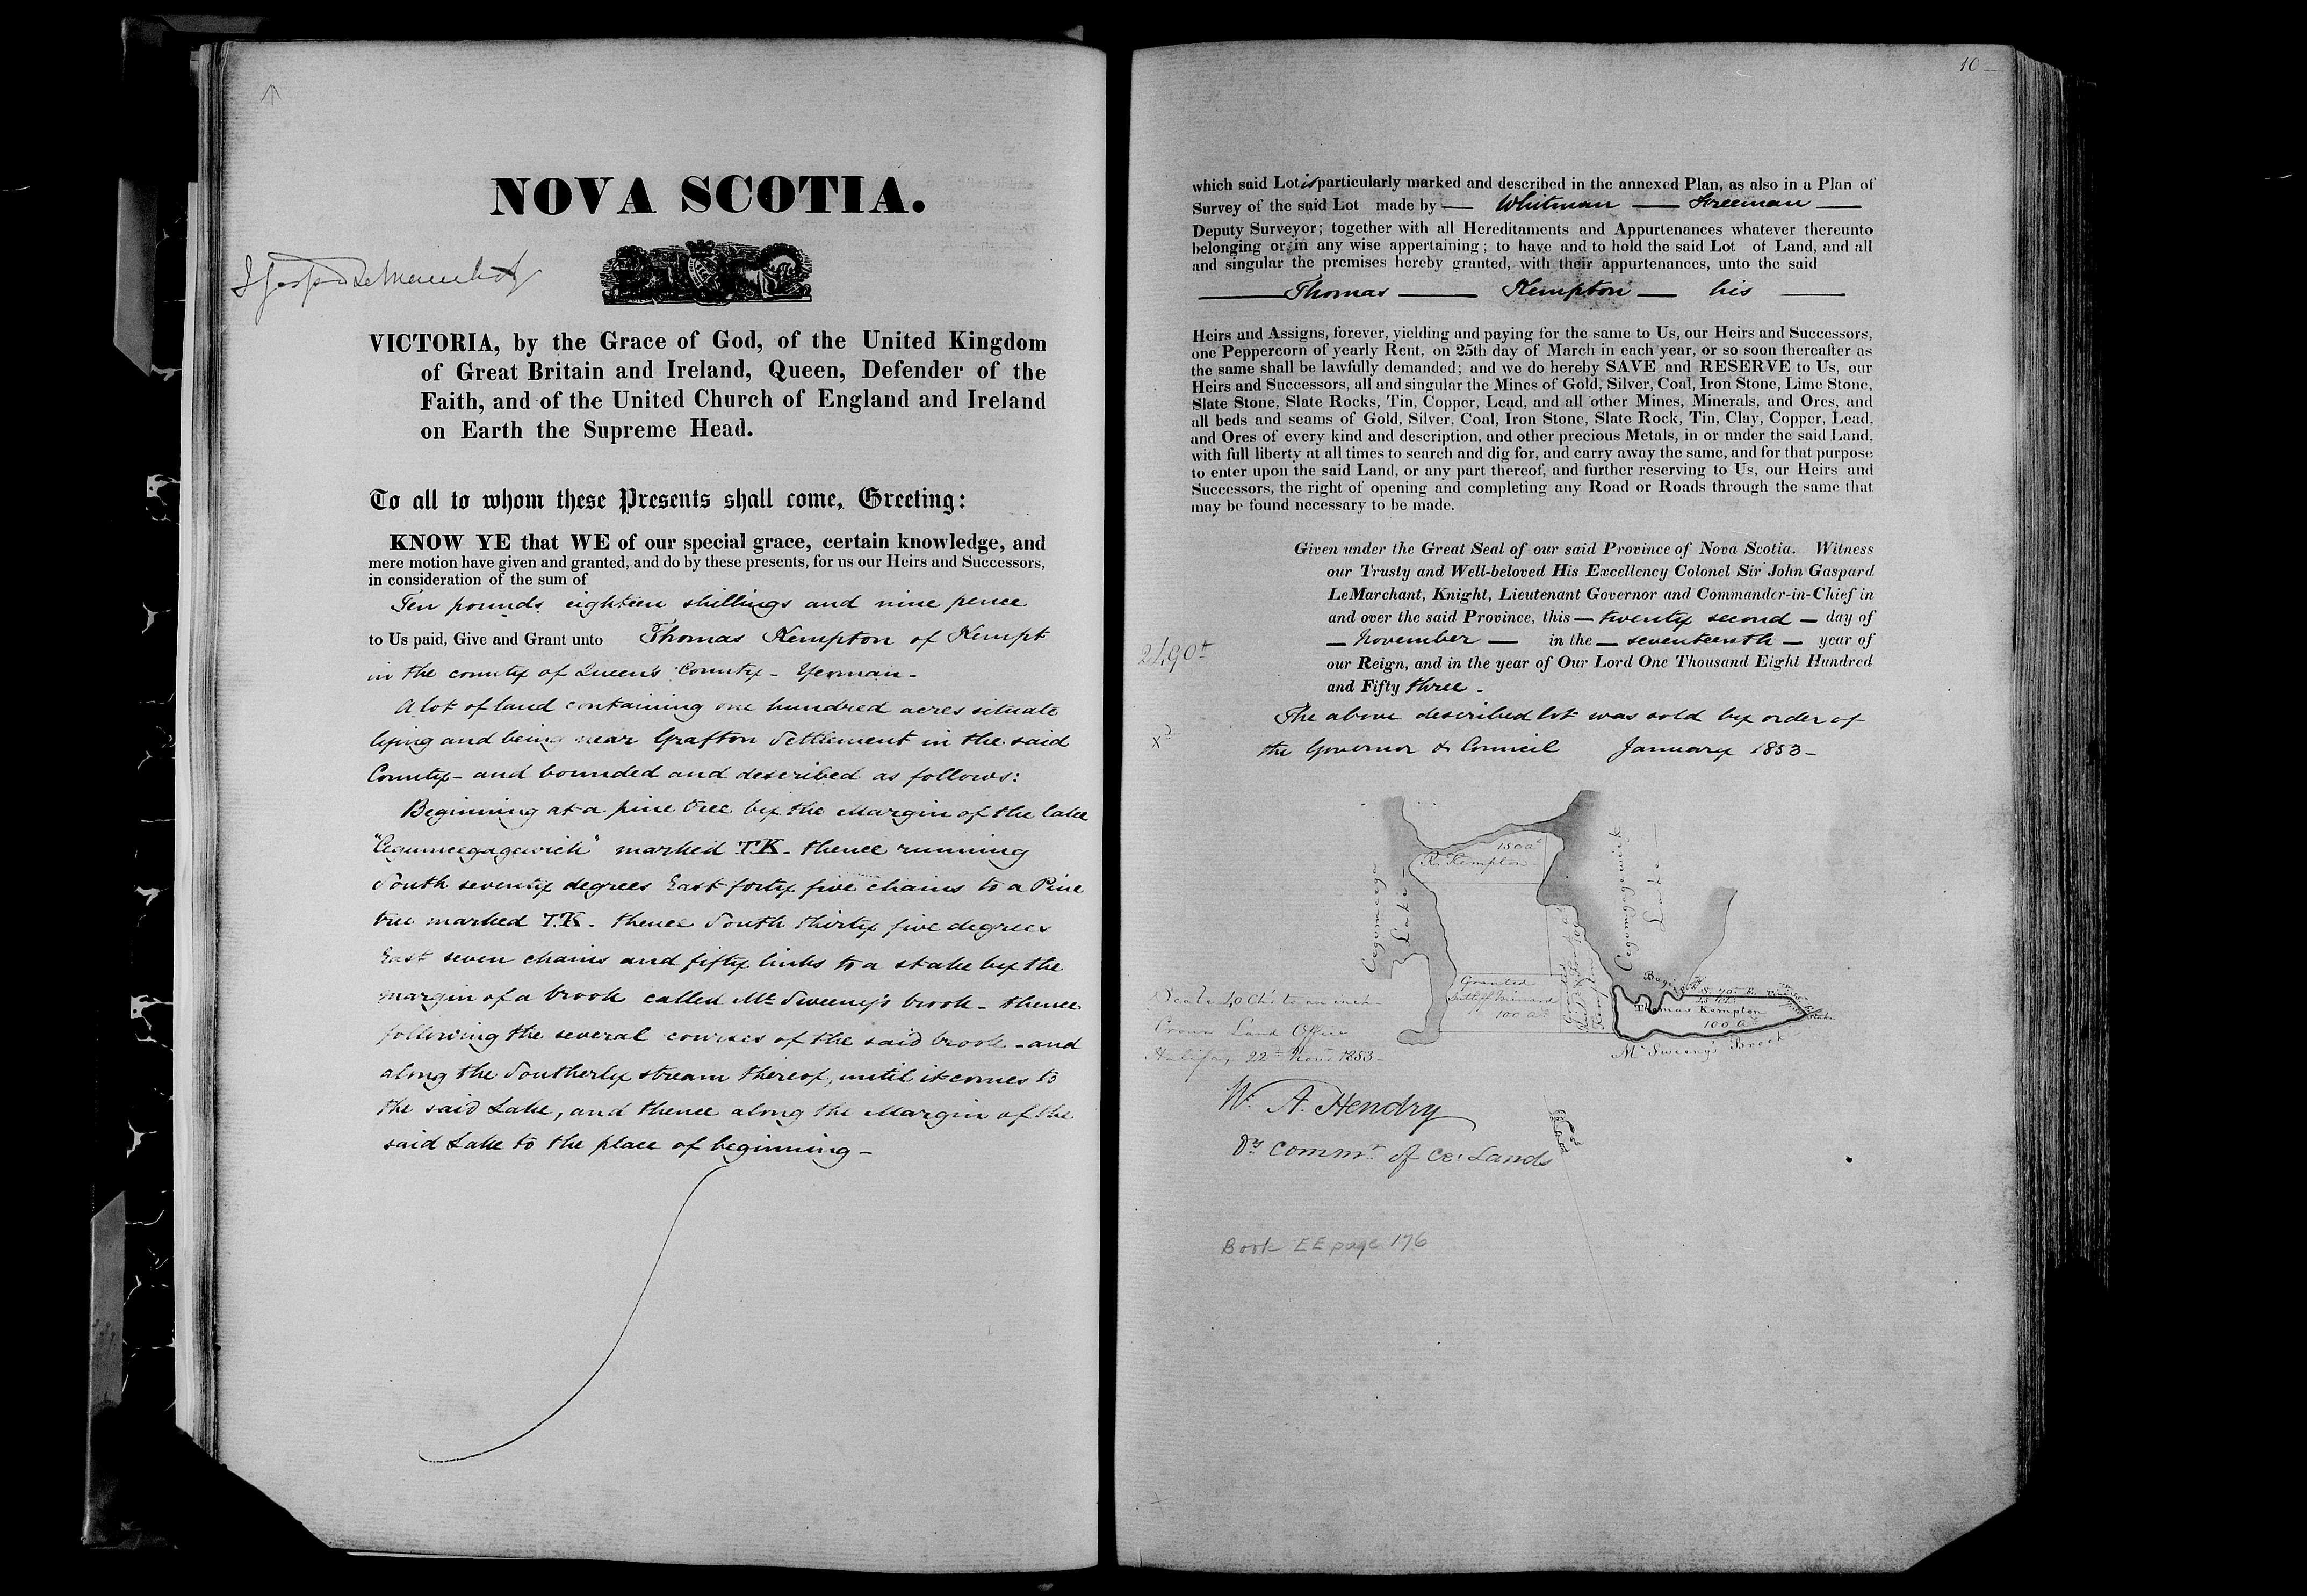 NOVA SCOTIA.
VICTORIA, by the Grace of God, of the United Kingdom
of Great Britain and Ireland, Queen, Defender of the
Faith, and of the United Church of England and Ireland
on Earth the Supreme Head.
To all to whom these Presents shall come, Greeting:
KNOW YE that WE of our special grace, certain knowledge, and
mere motion have given and granted, and do by these presents, for us our Heirs and Successors,
in consideration of the sum of
Ten pounds eighteen shillings and nine pence
to Us paid, Give and Grant unto Thomas Kempton of Kempt
in the county of Queen's County - Yeoman -
A lot of land containing one hundred acres situate
lying and being near Grafton Settlement in the said
County - and bounded and described as follows:
Beginning at a pine tree by the Margin of the lake
marked T.K. thence running
South seventy degrees East forty five chains to a Pine
tree marked T.K. thence South thirty five degrees
East seven chains and fifty links to a stake by the
margin of a brook called Mc Sweeny's brook - thence
following the several courses of the said brook - and
along the Southerly stream thereof, until it comes to
the said Lake, and thence along the Margin of the
said Lake to the place of beginning -
10
which said Lot is particularly marked and described in the annexed Plan, as also in a Plan of
Survey of the said Lot made by - Whitman - Freeman -
Deputy Surveyor; together with all Hereditaments and Appurtenances whatever thereunto
belonging or in any wise appertaining; to have and to hold the said Lot of Land, and all
and singular the premises hereby granted, with their appurtenances, unto the said
- Thomas - Kempton - his -
Heirs and Assigns, forever, yielding and paying for the same to Us, our Heirs and Successors,
one Peppercorn of yearly Rent, on 25th day of March in each year, or so soon thereafter as
the same shall be lawfully demanded; and we do hereby SAVE and RESERVE to Us, our
Heirs and Successors, all and singular the Mines of Gold, Silver, Coal, Iron Stone, Lime Stone,
Slate Stone, Slate Rocks, Tin, Copper, Lead, and all other Mines, Minerals, and Ores, and
all beds and seams of Gold, Silver, Coal, Iron Stone, Slate Rock, Tin, Clay, Copper, Lead,
and Ores of every kind and description, and other precious Metals, in or under the said Land,
with full liberty at all times to search and dig for, and carry away the same, and for that purpose
to enter upon the said Land, or any part thereof, and further reserving to Us, our Heirs and
Successors, the right of opening and completing any Road or Roads through the same that
may be found necessary to be made.
Given under the Great Seal of our said Province of Nova Scotia. Witness
our Trusty and Well-beloved His Excellency Colonel Sir John Gaspard
LeMarchant, Knight, Lieutenant Governor and Commander-in-Chief in
and over the said Province, this - twenty second - day of
- November - in the - seventeenth - year of
our Reign, and in the year of Our Lord One Thousand Eight Hundred
and Fifty three -
The above described lot was sold by order of
the Governor & Council January 1853 -
150 ac
R. Kempton
Lake
Lake
Granted
100 Acs
S. 70° E.
45 Chs
Thomas Kempton
100 Acs
Mc Sweeny's Brook
Scale 40 Chs to an inch -
Crown Land Office
Halifax 22nd Nov. 1853 -
W. A. Hendry
Dy Commr of Cr. Lands
Book EE page 176